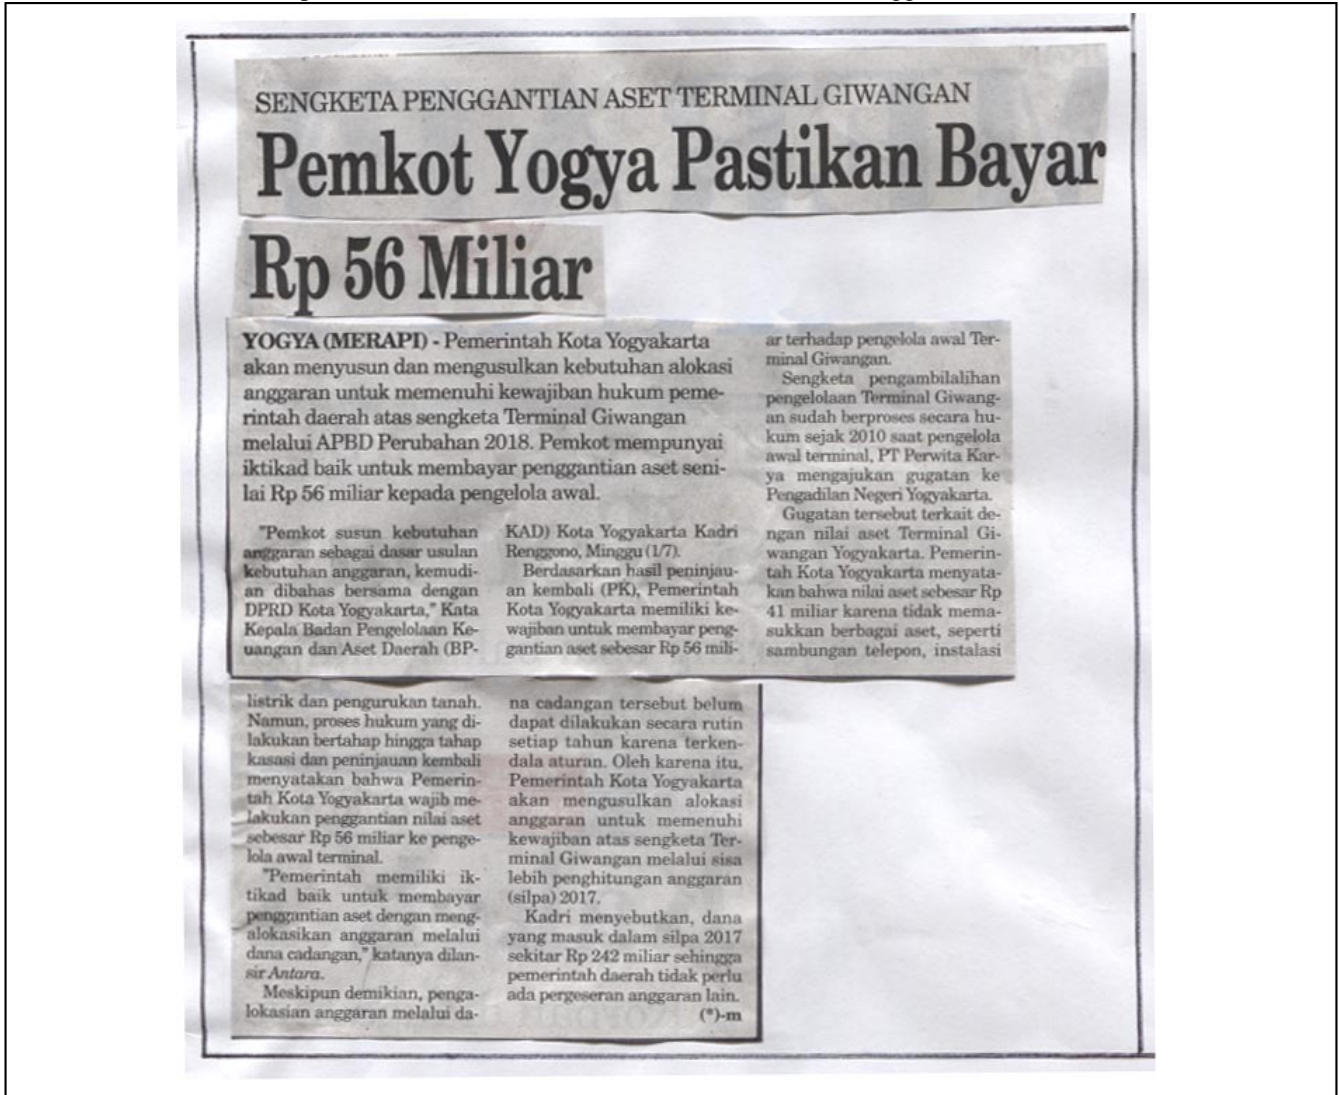 SENGKETA PENGGANTIAN ASET TERMINAL GIWANGAN
Pemkot Yogya Pastikan Bayar
Rp 56 Miliar
YOGYA (MERAPI) - Pemerintah Kota Yogyakarta
akan menyusun dan mengusulkan kebutuhan alokasi
anggaran untuk memenuhi kewajiban hukum peme-
rintah daerah atas sengketa Terminal Giwangan
melalui APBD Perubahan 2018. Pemkot mempunyai
iktikad baik untuk membayar penggantian aset seni-
lai Rp 56 miliar kepada pengelola awal.
"Pemkot susun kebutuhan
anggaran sebagai dasar usulan
kebutuhan anggaran, kemudi-
an dibahas bersama dengan
DPRD Kota Yogyakarta," Kata
Kepala Badan Pengelolaan Ke-
uangan dan Aset Daerah (BP-
KAD) Kota Yogyakarta Kadri
Renggono, Minggu (1/7).
Berdasarkan hasil peninjau-
an kembali (PK), Pemerintah
Kota Yogyakarta memiliki ke-
wajiban untuk membayar peng-
gantian aset sebesar Rp 56 mili-
ar terhadap pengelola awal Ter-
minal Giwangan.
Sengketa pengambilalihan
pengelolaan Terminal Giwang-
an sudah berproses secara hu-
kum sejak 2010 saat pengelola
awal terminal, PT Perwita Kar-
ya mengajukan gugatan ke
Pengadilan Negeri Yogyakarta.
Gugatan tersebut terkait de-
ngan nilai aset Terminal Gi-
wangan Yogyakarta. Pemerin-
tah Kota Yogyakarta menyata-
kan bahwa nilai aset sebesar Rp
41 miliar karena tidak mema-
sukkan berbagai aset, seperti
sambungan telepon, instalasi
listrik dan pengurukan tanah.
Namun, proses hukum yang di-
lakukan bertahap hingga tahap
kasasi dan peninjauan kembali
menyatakan bahwa Pemerin-
tah Kota Yogyakarta wajib me-
lakukan penggantian nilai aset
sebesar Rp 56 miliar ke penge-
lola awal terminal.
"Pemerintah memiliki ik-
tikad baik untuk membayar
penggantian aset dengan meng-
alokasikan anggaran melalui
dana cadangan," katanya dilan-
sir Antara.
Meskipun demikian, penga-
lokasian anggaran melalui da-
na cadangan tersebut belum
dapat dilakukan secara rutin
setiap tahun karena terken-
dala aturan. Oleh karena itu,
Pemerintah Kota Yogyakarta
akan mengusulkan alokasi
anggaran untuk memenuhi
kewajiban atas sengketa Ter-
minal Giwangan melalui sisa
lebih penghitungan anggaran
(silpa) 2017.
Kadri menyebutkan, dana
yang masuk dalam silpa 2017
sekitar Rp 242 miliar sehingga
pemerintah daerah tidak perlu
ada pergeseran anggaran lain.
(*)-m